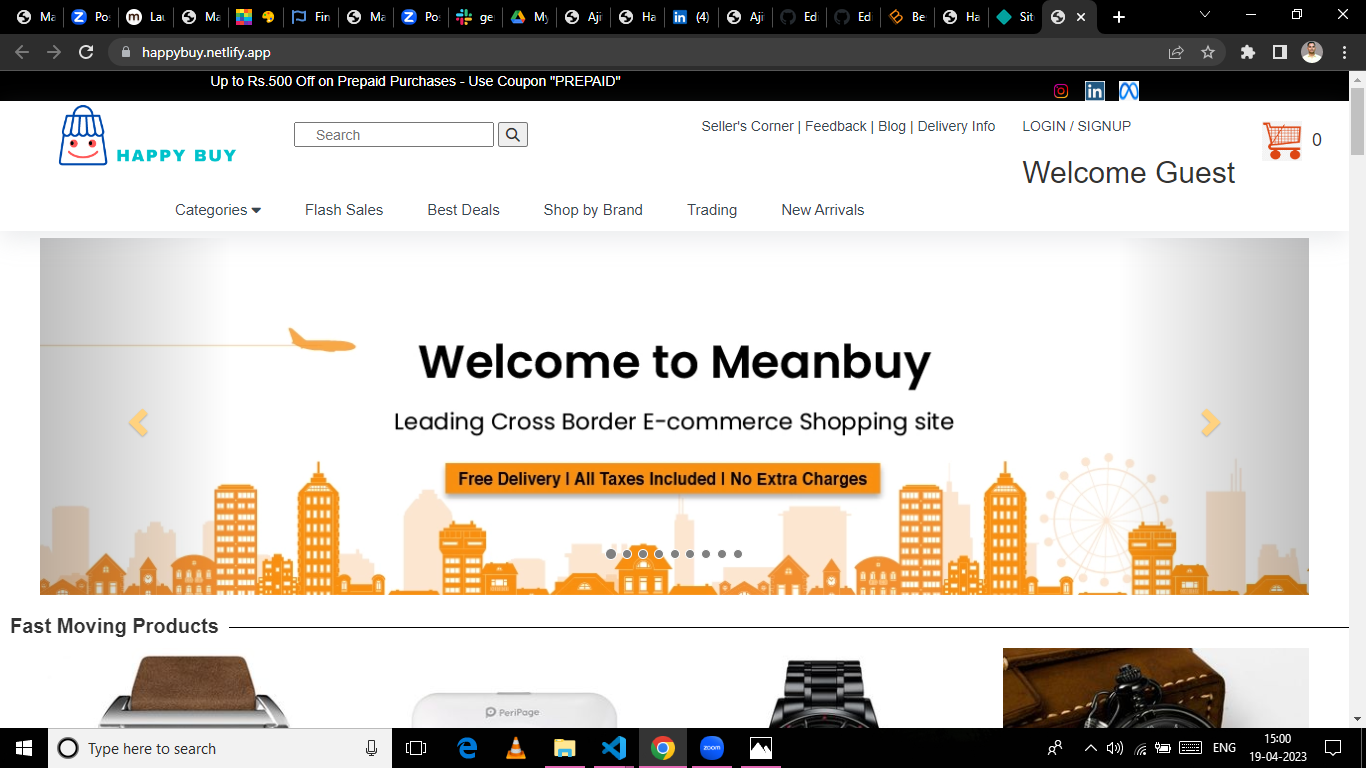 Ma
Po
Lau
Ma
Fin
Ma
Po
ge
My
Aji
Ha
(4)
Aji
Edi
Edi
Be
Ha
Sit
happybuy.netlify.app
Up to Rs.500 Off on Prepaid Purchases - Use Coupon "PREPAID"
HAPPY BUY
Search
Seller's Corner | Feedback | Blog | Delivery Info
LOGIN / SIGNUP
0
Welcome Guest
Categories
Flash Sales
Best Deals
Shop by Brand
Trading
New Arrivals
Welcome to Meanbuy
Leading Cross Border E-commerce Shopping site
Free Delivery | All Taxes Included | No Extra Charges
Fast Moving Products
PeriPage
Type here to search
zoom
ENG
15:00
19-04-2023